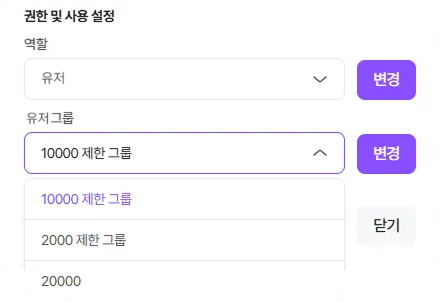 권한 및 사용 설정
역할
유저
변경
유저그룹
10000 제한 그룹
변경
10000 제한 그룹
2000 제한 그룹
닫기
20000